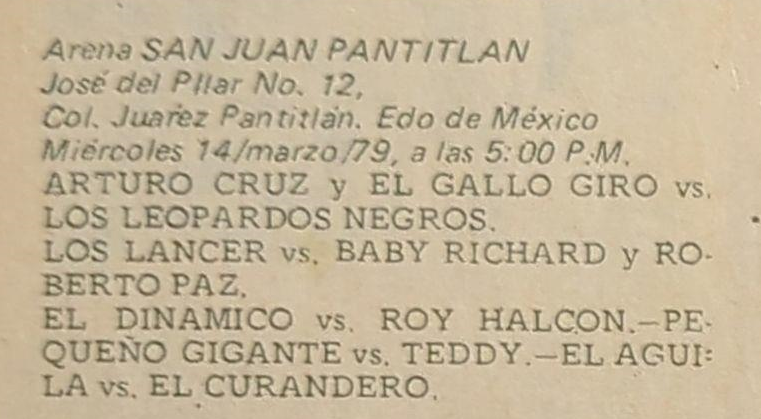 Arena SAN JUAN PANTITLAN
José del Pilar No. 12,
Col. Juarez Pantitlán. Edo de México
Miércoles 14/marzo/79, a las 5:00 P.M.
ARTURO CRUZ y EL GALLO GIRO vs.
LOS LEOPARDOS NEGROS.
LOS LANCER vs. BABY RICHARD y RO-
BERTO PAZ.
EL DINAMICO vs. ROY HALCON.—PE-
QUEÑO GIGANTE vs. TEDDY.—EL AGUI-
LA vs. EL CURANDERO.